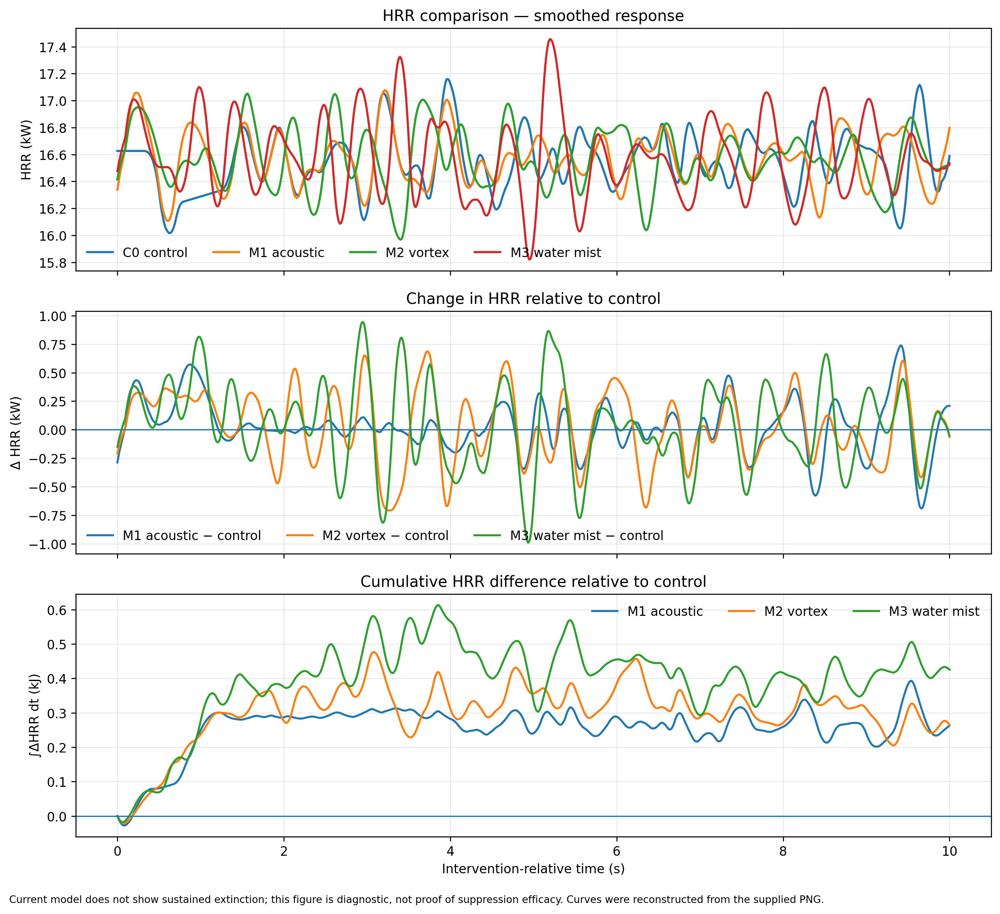 HRR comparison — smoothed response
HRR (kW)
17.4
17.2
17.0
16.8
16.6
16.4
16.2
16.0
15.8
C0 control M1 acoustic M2 vortex M3 water mist
Change in HRR relative to control
Δ HRR (kW)
1.00
0.75
0.50
0.25
0.00
−0.25
−0.50
−0.75
−1.00
M1 acoustic − control M2 vortex − control M3 water mist − control
Cumulative HRR difference relative to control
∫ΔHRR dt (kJ)
0.6
0.5
0.4
0.3
0.2
0.1
0.0
M1 acoustic M2 vortex M3 water mist
0 2 4 6 8 10
Intervention-relative time (s)
Current model does not show sustained extinction; this figure is diagnostic, not proof of suppression efficacy. Curves were reconstructed from the supplied PNG.